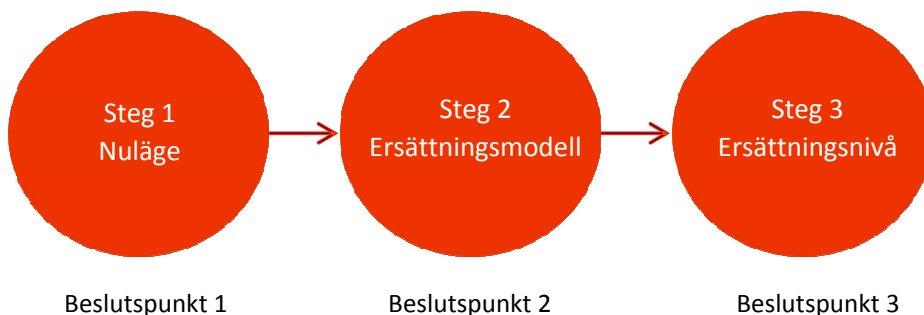 Steg 1
Nuläge
Steg 2
Ersättningsmodell
Steg 3
Ersättningsnivå
Beslutspunkt 1
Beslutspunkt 2
Beslutspunkt 3